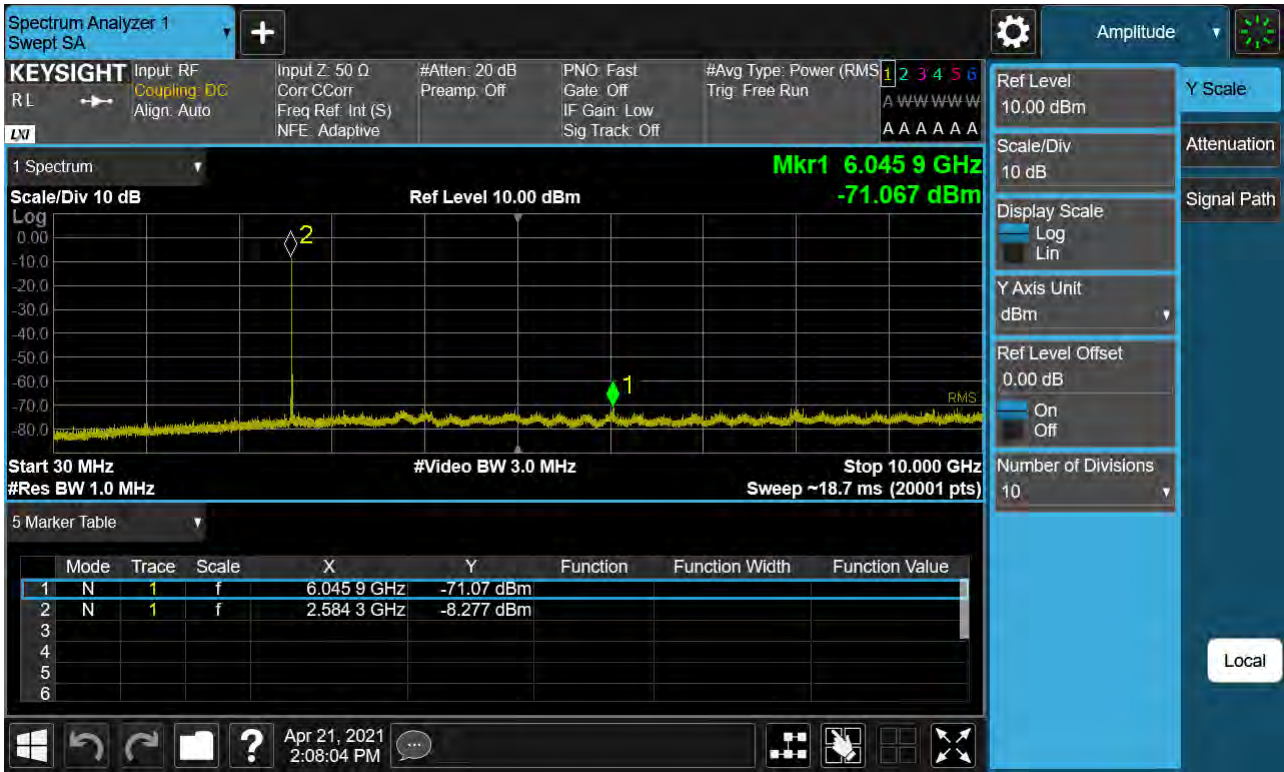 Spectrum Analyzer 1
Swept SA
+
Amplitude
KEYSIGHT
RL
LXI
Input: RF
Coupling: DC
Align: Auto
Input Z: 50 Ω
Corr CCorr
Freq Ref: Int (S)
NFE: Adaptive
#Atten: 20 dB
Preamp: Off
PNO: Fast
Gate: Off
IF Gain: Low
Sig Track: Off
#Avg Type: Power (RMS
Trig: Free Run
1 2 3 4 5 6
A W W W W W
A A A A A A
1 Spectrum
Mkr1 6.045 9 GHz
Scale/Div 10 dB
Ref Level 10.00 dBm
-71.067 dBm
Log
0.00
-10.0
-20.0
-30.0
-40.0
-50.0
-60.0
-70.0
-80.0
2
1
RMS
Start 30 MHz
#Video BW 3.0 MHz
Stop 10.000 GHz
#Res BW 1.0 MHz
Sweep ~18.7 ms (20001 pts)
5 Marker Table
Mode Trace Scale X Y Function Function Width Function Value
1 N 1 f 6.045 9 GHz -71.07 dBm
2 N 1 f 2.584 3 GHz -8.277 dBm
3
4
5
6
Ref Level
10.00 dBm
Scale/Div
10 dB
Display Scale
Log
Lin
Y Axis Unit
dBm
Ref Level Offset
0.00 dB
On
Off
Number of Divisions
10
Y Scale
Attenuation
Signal Path
Local
?
Apr 21, 2021
2:08:04 PM